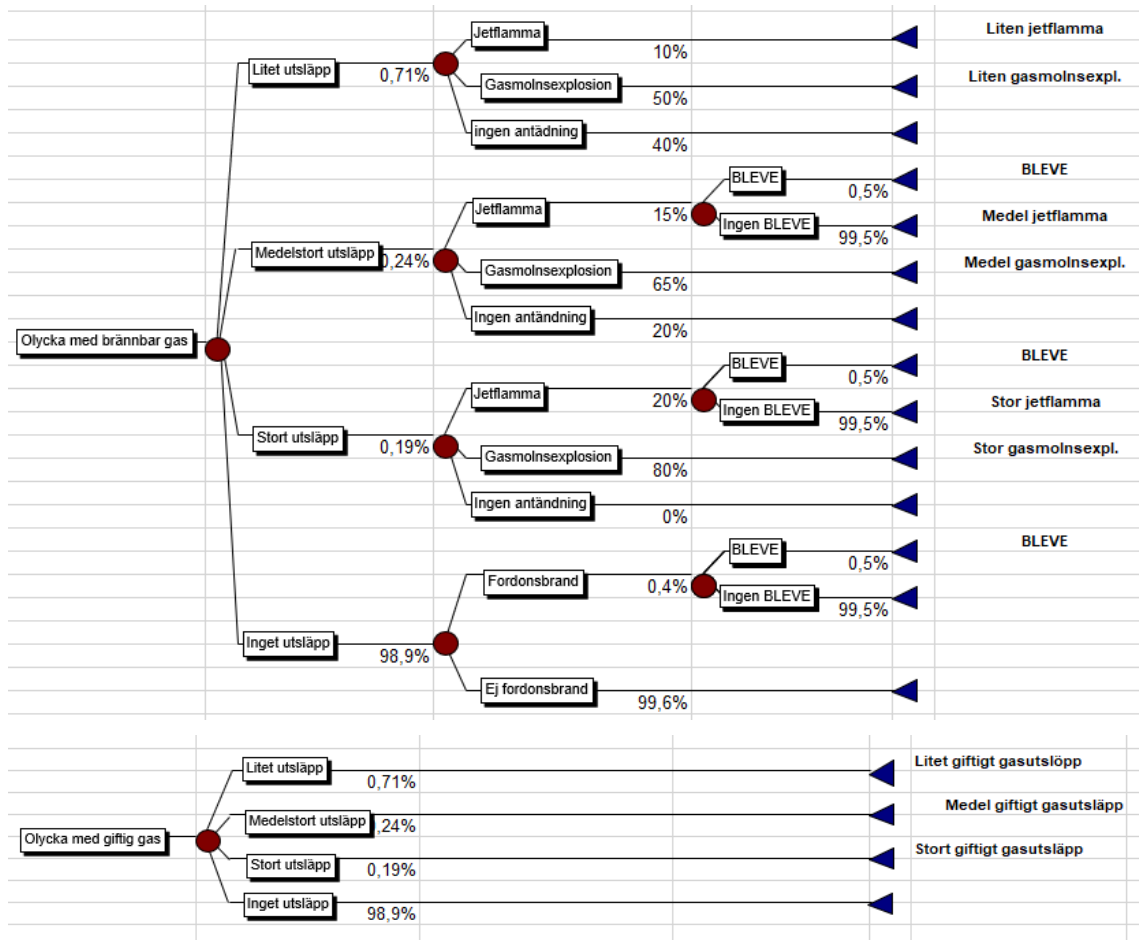 Jetflamma
10%
Liten jetflamma
Litet utsläpp
0,71%
Gasmolnsexplosion
50%
Liten gasmolnsexpl.
ingen antädning
40%
BLEVE
0,5%
BLEVE
Jetflamma
15%
Ingen BLEVE
99,5%
Medel jetflamma
Medelstort utsläpp
0,24%
Gasmolnsexplosion
65%
Medel gasmolnsexpl.
Ingen antändning
20%
Olycka med brännbar gas
BLEVE
0,5%
BLEVE
Jetflamma
20%
Ingen BLEVE
99,5%
Stor jetflamma
Stort utsläpp
0,19%
Gasmolnsexplosion
80%
Stor gasmolnsexpl.
Ingen antändning
0%
BLEVE
0,5%
BLEVE
Fordonsbrand
0,4%
Ingen BLEVE
99,5%
Inget utsläpp
98,9%
Ej fordonsbrand
99,6%
Litet utsläpp
0,71%
Litet giftigt gasutslöpp
Medelstort utsläpp
,24%
Medel giftigt gasutsläpp
Olycka med giftig gas
Stort utsläpp
0,19%
Stort giftigt gasutsläpp
Inget utsläpp
98,9%